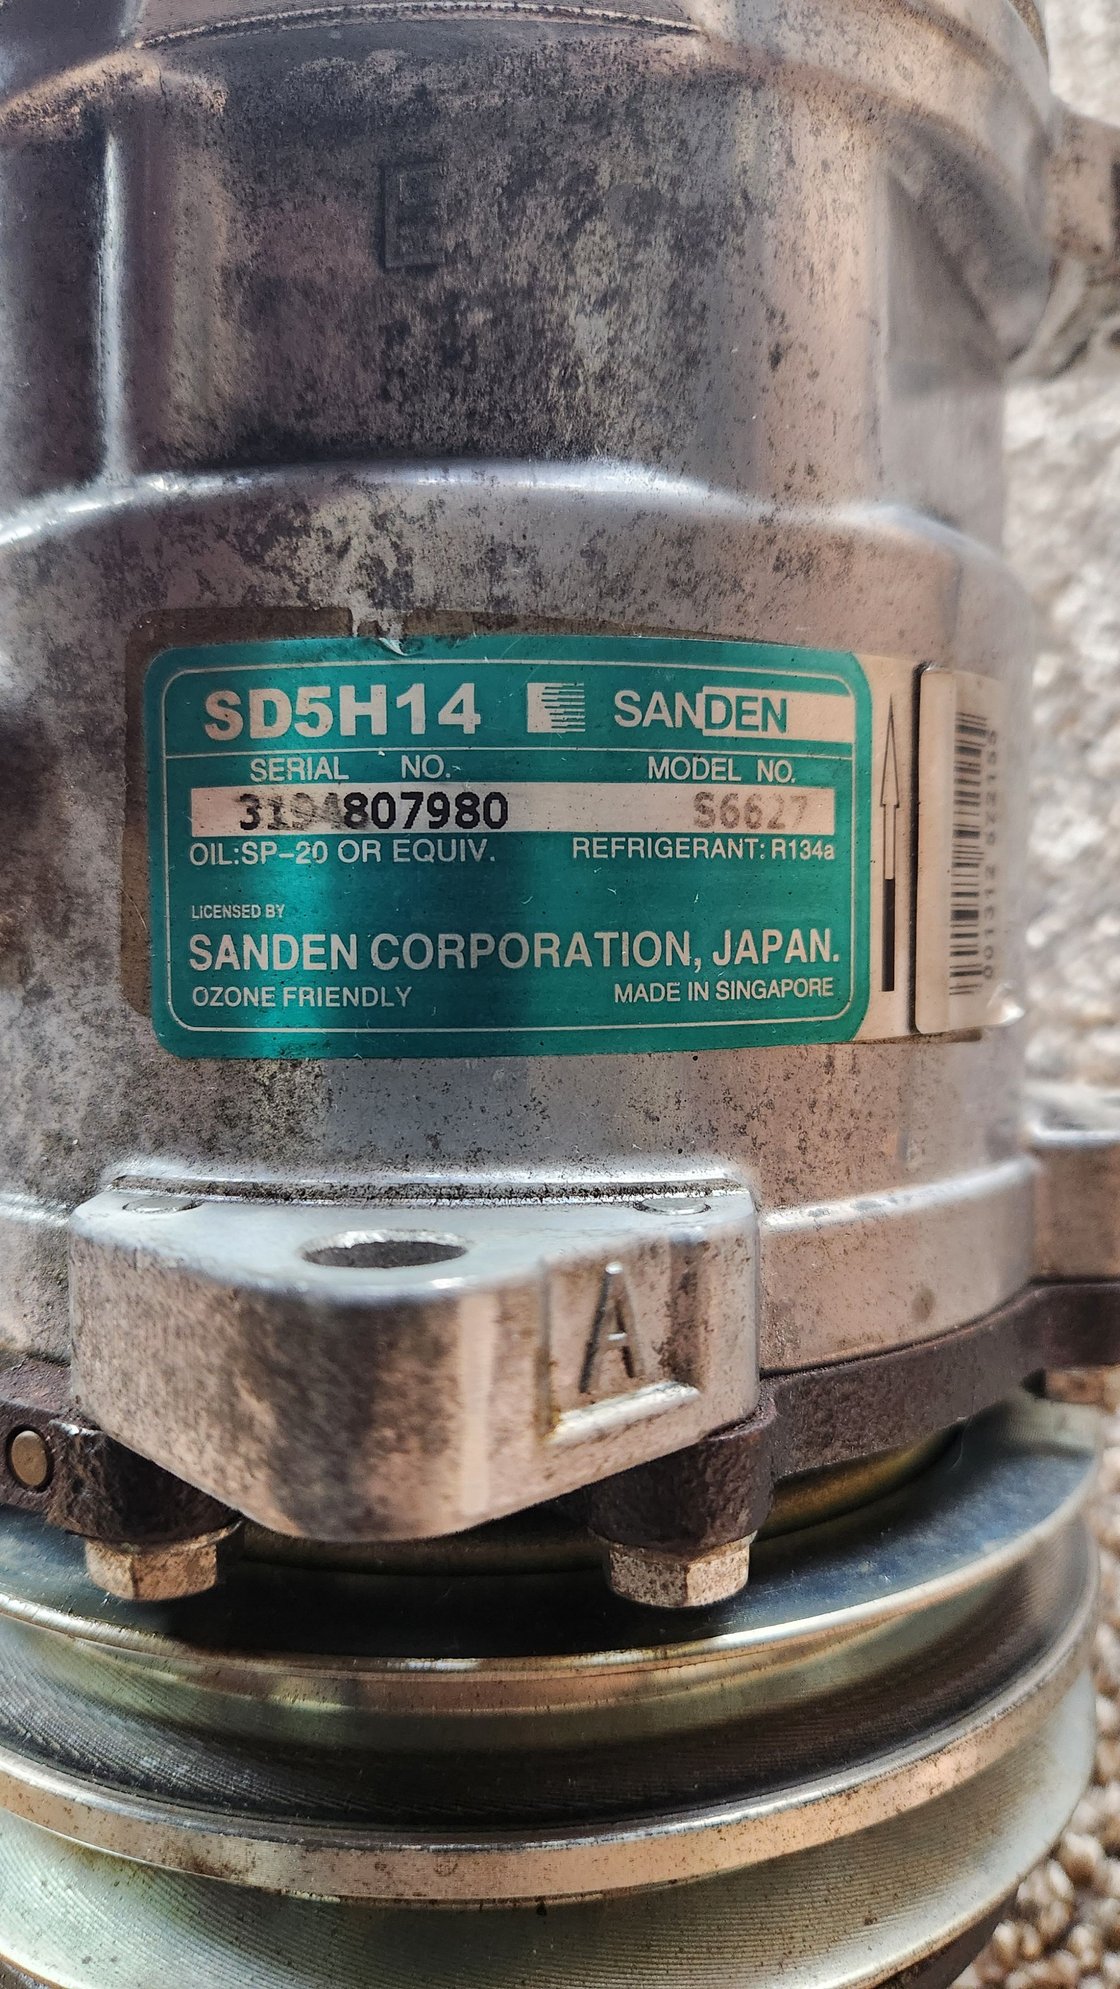 SD5H14 SANDEN
SERIAL NO. MODEL NO.
3194807980 S6627
OIL:SP-20 OR EQUIV. REFRIGERANT: R134a
LICENSED BY
SANDEN CORPORATION, JAPAN.
OZONE FRIENDLY MADE IN SINGAPORE
A